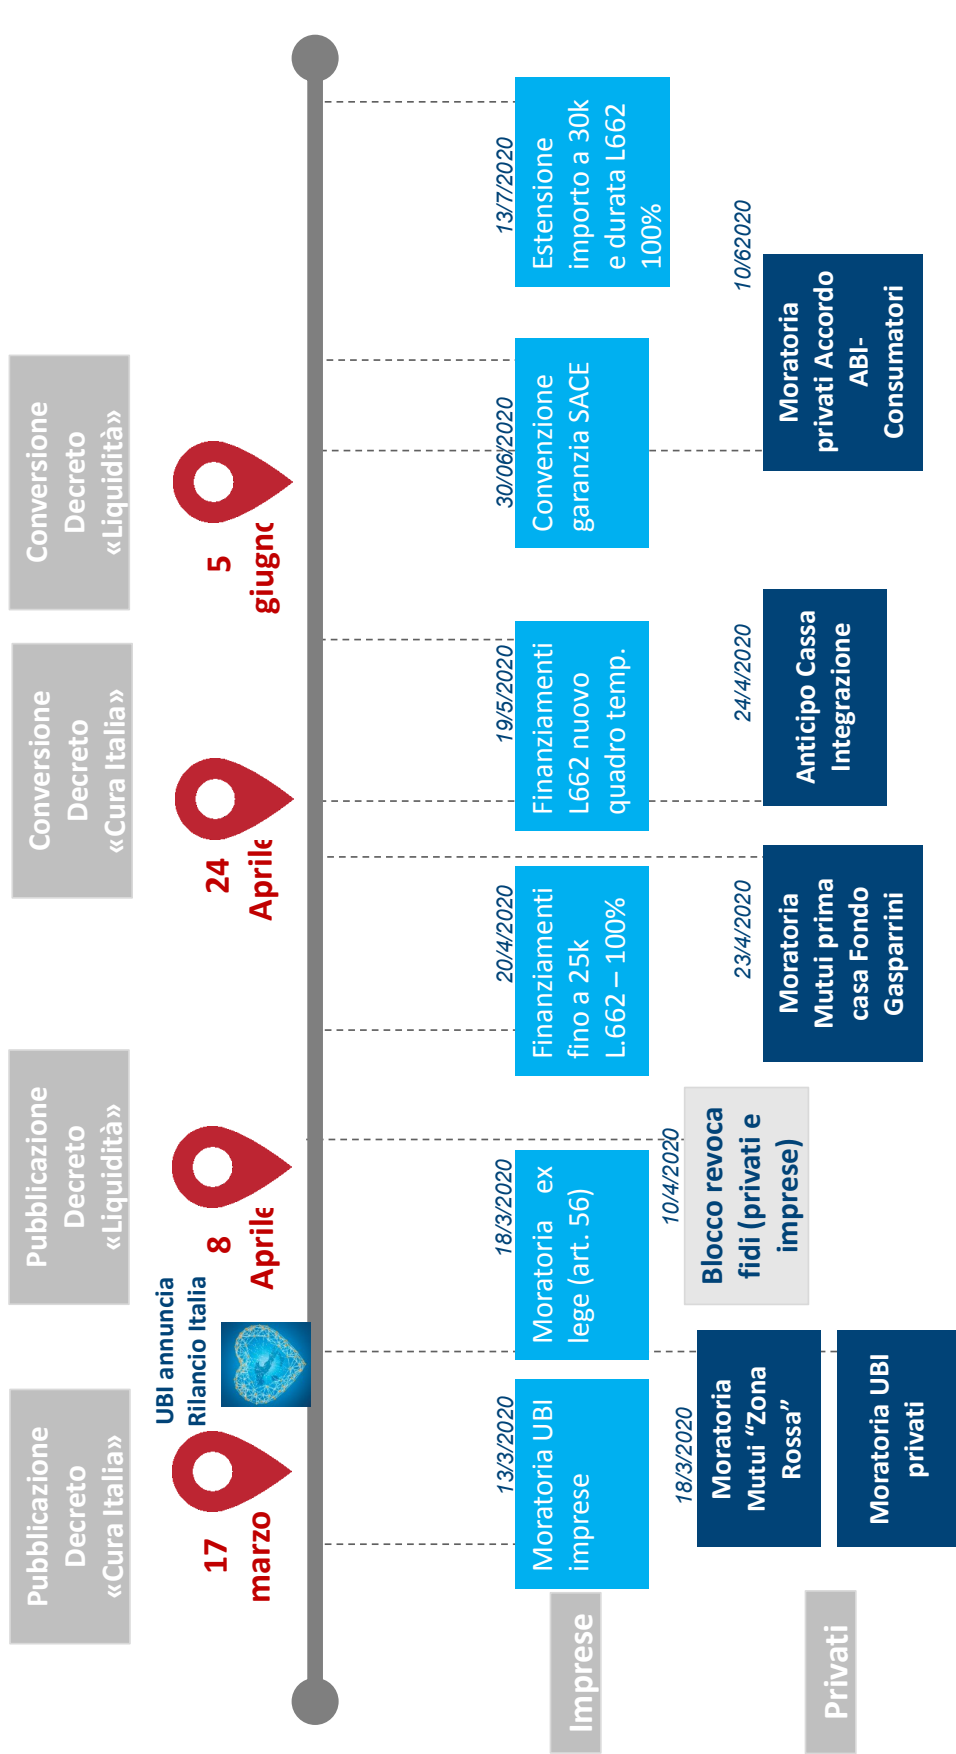 Pubblicazione
Decreto
«Cura Italia»
Pubblicazione
Decreto
«Liquidità»
Conversione
Decreto
«Cura Italia»
Conversione
Decreto
«Liquidità»
UBI annuncia
Rilancio Italia
17
marzo
8
Aprile
24
Aprile
5
giugno
Imprese
13/3/2020
Moratoria UBI
imprese
18/3/2020
Moratoria ex
lege (art. 56)
20/4/2020
Finanziamenti
fino a 25k
L.662 – 100%
19/5/2020
Finanziamenti
L662 nuovo
quadro temp.
30/06/2020
Convenzione
garanzia SACE
13/7/2020
Estensione
importo a 30k
e durata L662
100%
10/4/2020
Blocco revoca
fidi (privati e
imprese)
Privati
18/3/2020
Moratoria
Mutui “Zona
Rossa”
Moratoria UBI
privati
23/4/2020
Moratoria
Mutui prima
casa Fondo
Gasparrini
24/4/2020
Anticipo Cassa
Integrazione
10/62020
Moratoria
privati Accordo
ABI-
Consumatori